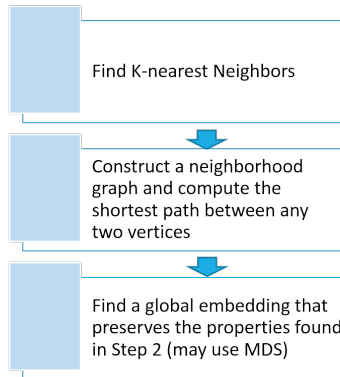 Find K-nearest Neighbors
Construct a neighborhood
graph and compute the
shortest path between any
two vertices
Find a global embedding that
preserves the properties found
in Step 2 (may use MDS)